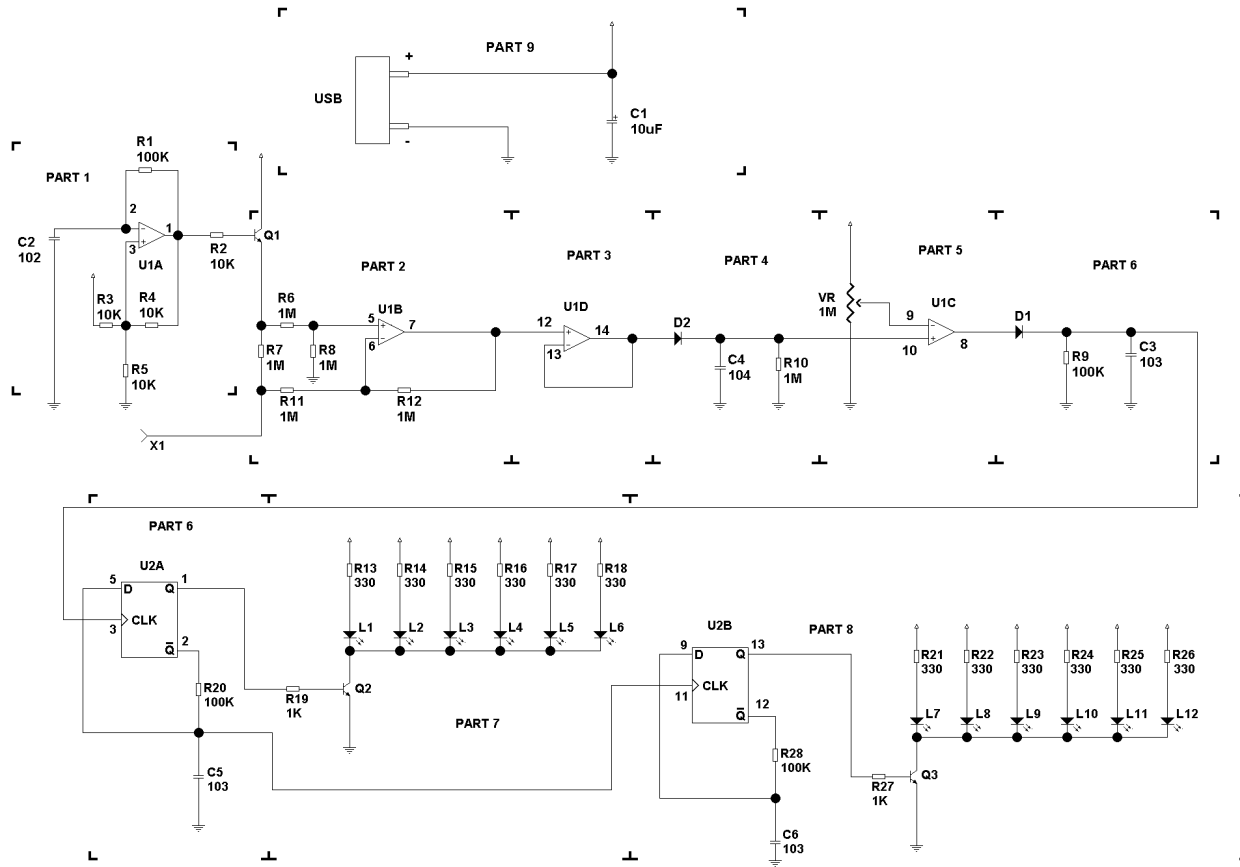 PART 9
+
USB
-
C1
10uF
PART 1
R1
100K
2
1
3
U1A
C2
102
R2
10K
Q1
R3
10K
R4
10K
R5
10K
X1
PART 2
R6
1M
R7
1M
R8
1M
R11
1M
R12
1M
U1B
5
+
7
6
-
PART 3
U1D
12
+
14
13
-
PART 4
D2
C4
104
R10
1M
PART 5
VR
1M
U1C
9
-
10
+
8
PART 6
D1
R9
100K
C3
103
PART 6
U2A
5
D
Q
1
CLK
3
Q̅
2
R20
100K
C5
103
R19
1K
Q2
PART 7
R13
330
R14
330
R15
330
R16
330
R17
330
R18
330
L1
L2
L3
L4
L5
L6
U2B
PART 8
9
D
Q
13
CLK
11
Q̅
12
R28
100K
C6
103
R27
1K
Q3
R21
330
R22
330
R23
330
R24
330
R25
330
R26
330
L7
L8
L9
L10
L11
L12